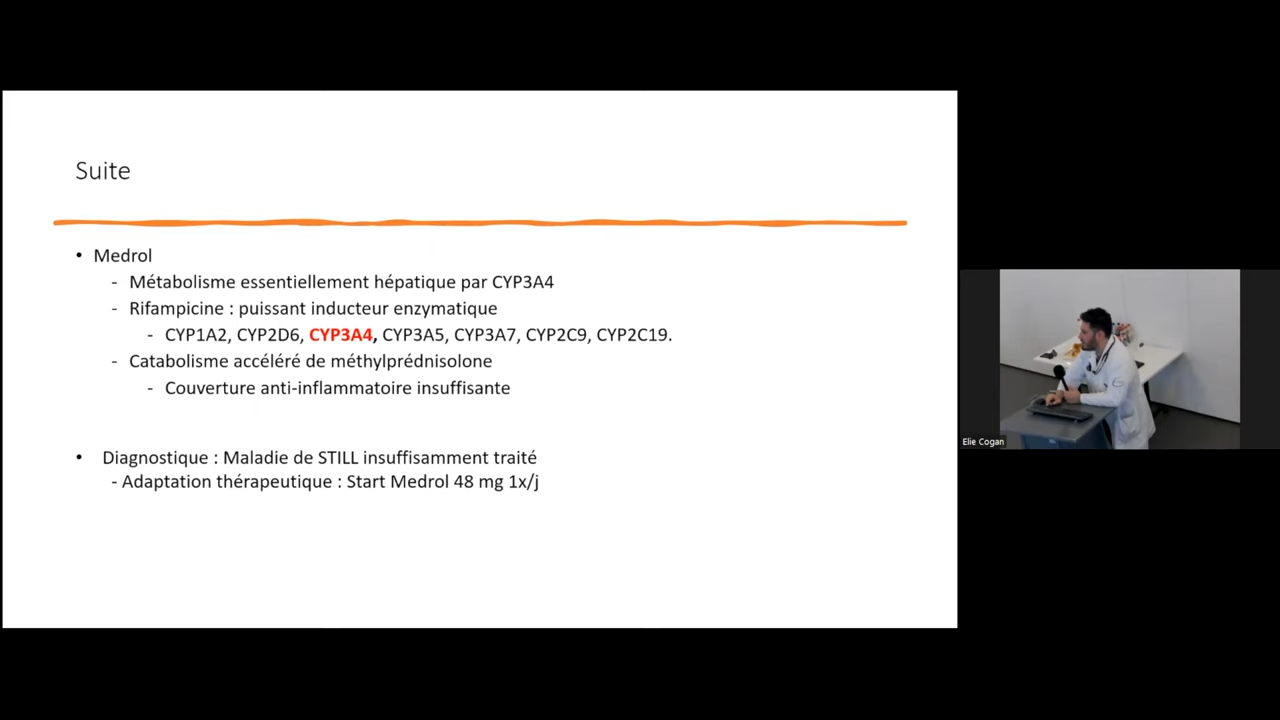 Suite
• Medrol
- Métabolisme essentiellement hépatique par CYP3A4
- Rifampicine : puissant inducteur enzymatique
- CYP1A2, CYP2D6, CYP3A4, CYP3A5, CYP3A7, CYP2C9, CYP2C19.
- Catabolisme accéléré de méthylprédnisolone
- Couverture anti-inflammatoire insuffisante
• Diagnostique : Maladie de STILL insuffisamment traité
- Adaptation thérapeutique : Start Medrol 48 mg 1x/j
Elie Cogan